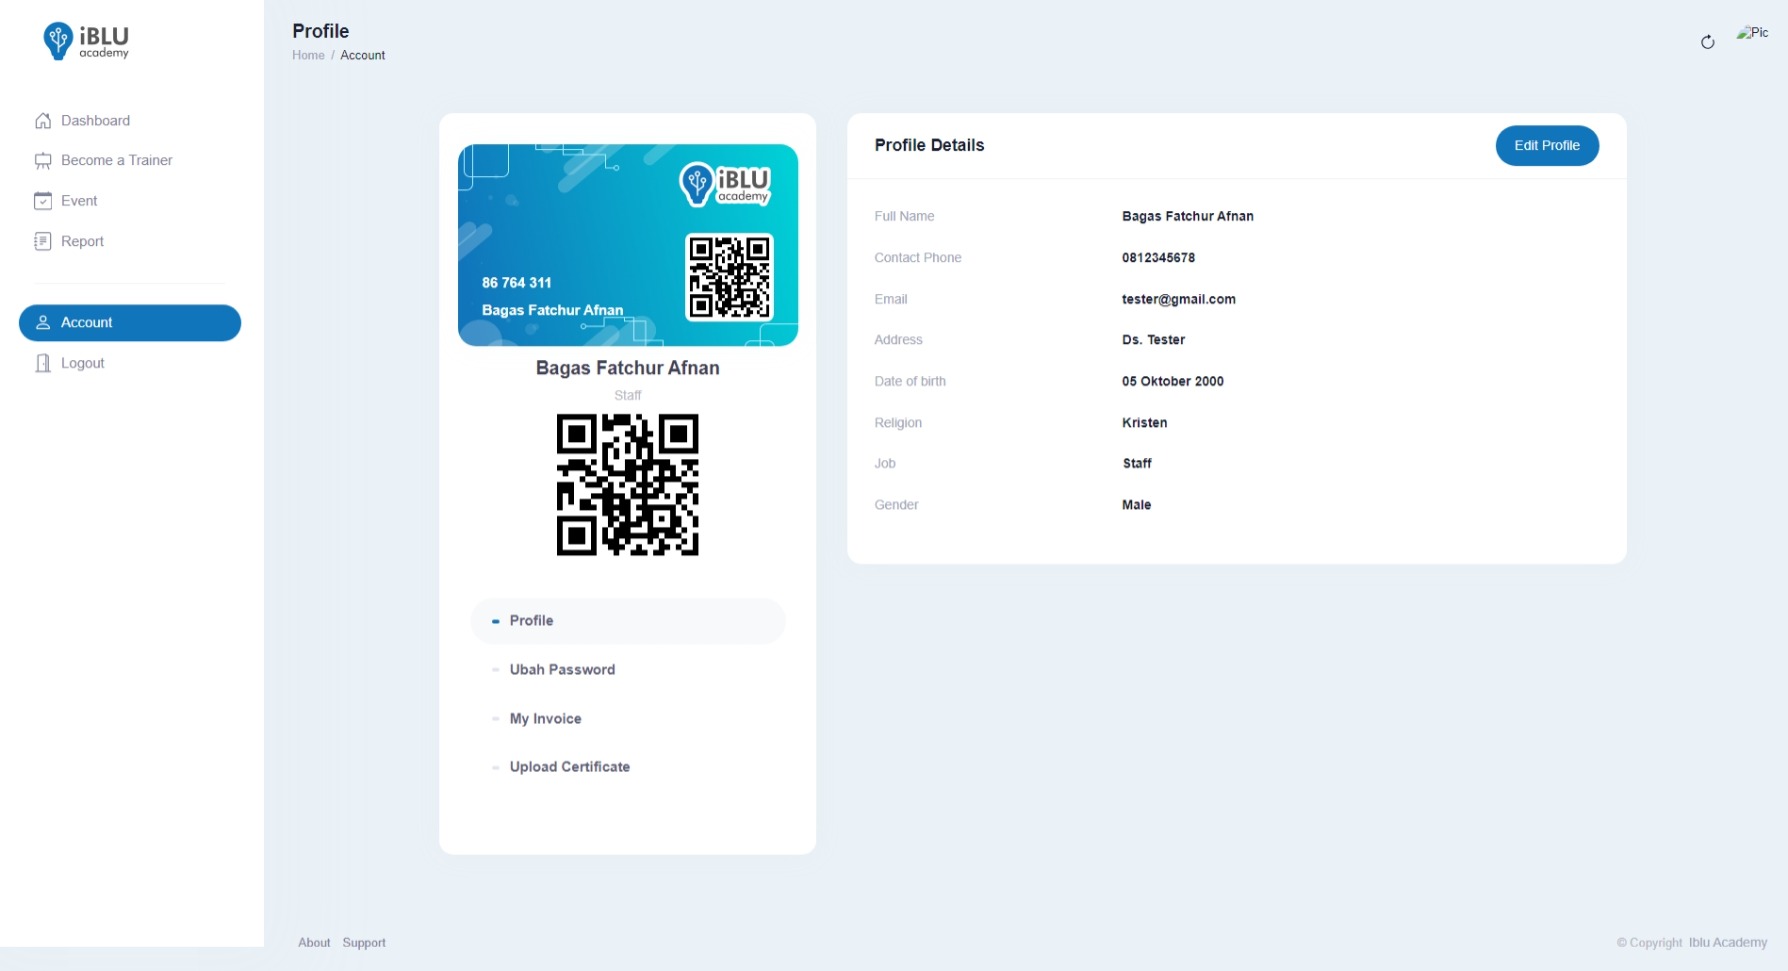 iBLU
academy
Dashboard
Become a Trainer
Event
Report
Account
Logout
Profile
Home / Account
Pic
iBLU
academy
86 764 311
Bagas Fatchur Afnan
Bagas Fatchur Afnan
Staff
Profile
Ubah Password
My Invoice
Upload Certificate
Profile Details
Edit Profile
Full Name Bagas Fatchur Afnan
Contact Phone 0812345678
Email tester@gmail.com
Address Ds. Tester
Date of birth 05 Oktober 2000
Religion Kristen
Job Staff
Gender Male
About Support
© Copyright Iblu Academy